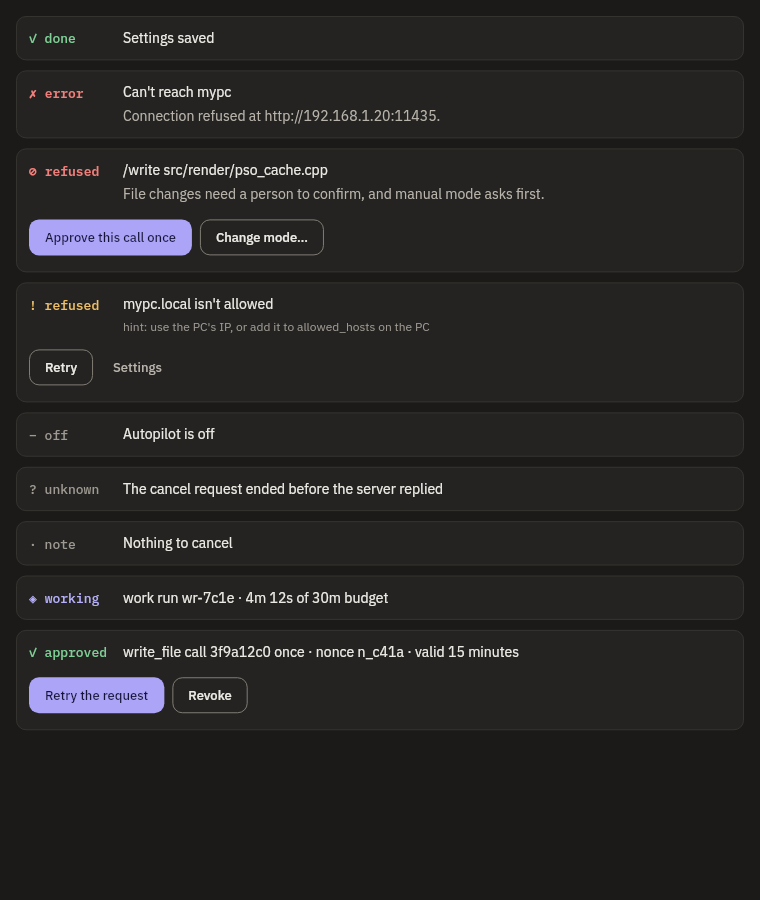 ✓ done Settings saved
✗ error Can't reach mypc
Connection refused at http://192.168.1.20:11435.
⊘ refused /write src/render/pso_cache.cpp
File changes need a person to confirm, and manual mode asks first.
Approve this call once Change mode…
! refused mypc.local isn't allowed
hint: use the PC's IP, or add it to allowed_hosts on the PC
Retry Settings
– off Autopilot is off
? unknown The cancel request ended before the server replied
· note Nothing to cancel
◈ working work run wr-7c1e · 4m 12s of 30m budget
✓ approved write_file call 3f9a12c0 once · nonce n_c41a · valid 15 minutes
Retry the request Revoke